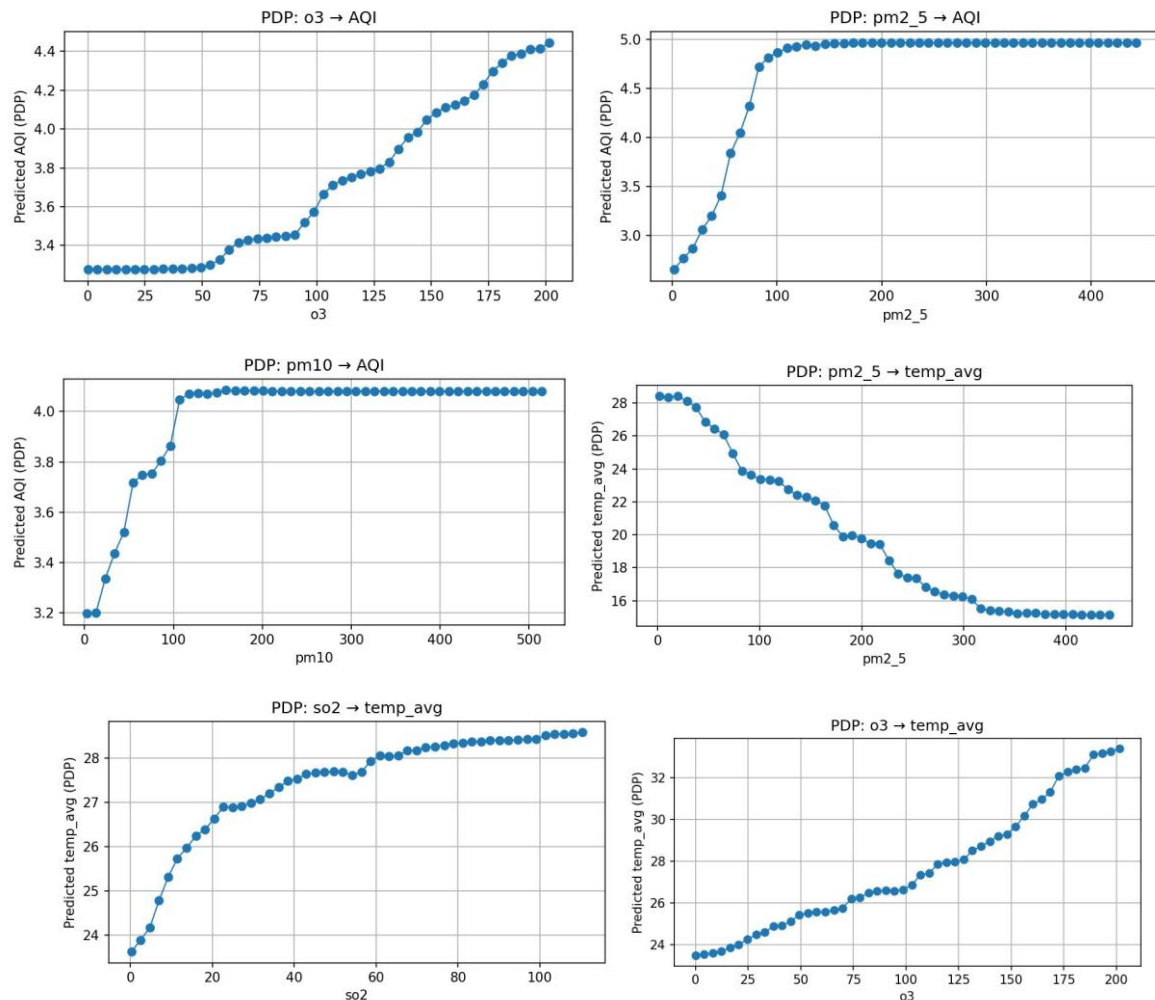 PDP: o3 → AQI
Predicted AQI (PDP)
4.4
4.2
4.0
3.8
3.6
3.4
0 25 50 75 100 125 150 175 200
o3
PDP: pm2_5 → AQI
Predicted AQI (PDP)
5.0
4.5
4.0
3.5
3.0
0 100 200 300 400
pm2_5
PDP: pm10 → AQI
Predicted AQI (PDP)
4.0
3.8
3.6
3.4
3.2
0 100 200 300 400 500
pm10
PDP: pm2_5 → temp_avg
Predicted temp_avg (PDP)
28
26
24
22
20
18
16
0 100 200 300 400
pm2_5
PDP: so2 → temp_avg
Predicted temp_avg (PDP)
28
27
26
25
24
0 20 40 60 80 100
so2
PDP: o3 → temp_avg
Predicted temp_avg (PDP)
32
30
28
26
24
0 25 50 75 100 125 150 175 200
o3